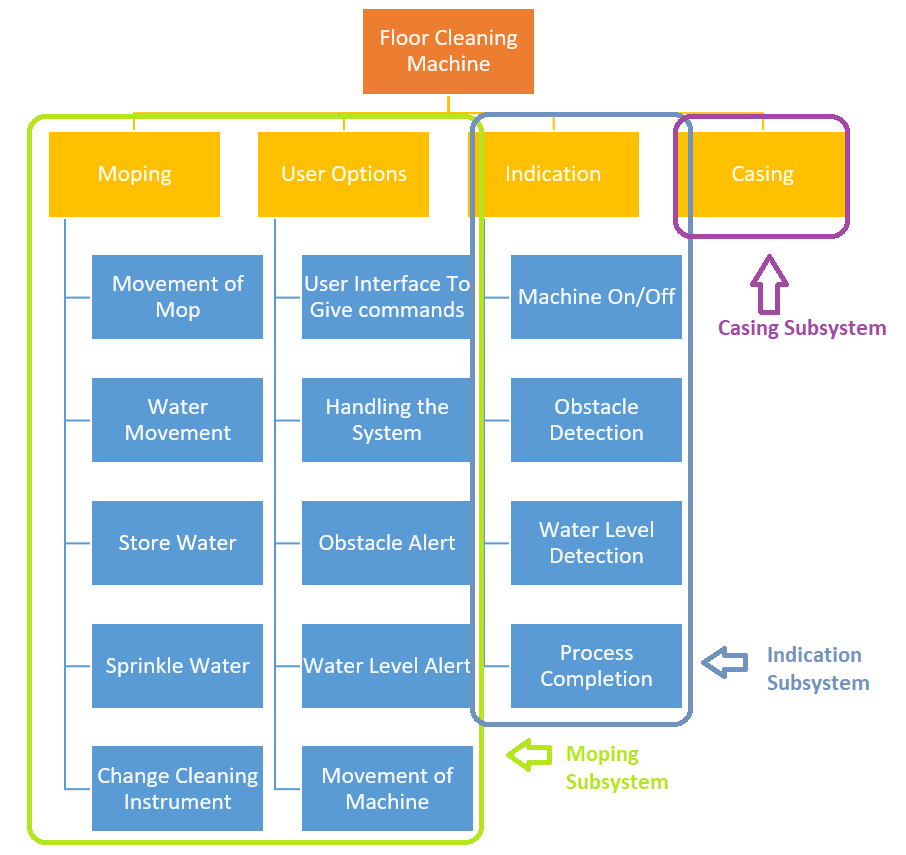 Floor Cleaning
Machine
Moping
User Options
Indication
Casing
Movement of
Mop
User Interface To
Give commands
Machine On/Off
Casing Subsystem
Water
Movement
Handling the
System
Obstacle
Detection
Store Water
Obstacle Alert
Water Level
Detection
Sprinkle Water
Water Level Alert
Process
Completion
Indication
Subsystem
Change Cleaning
Instrument
Movement of
Machine
Moping
Subsystem